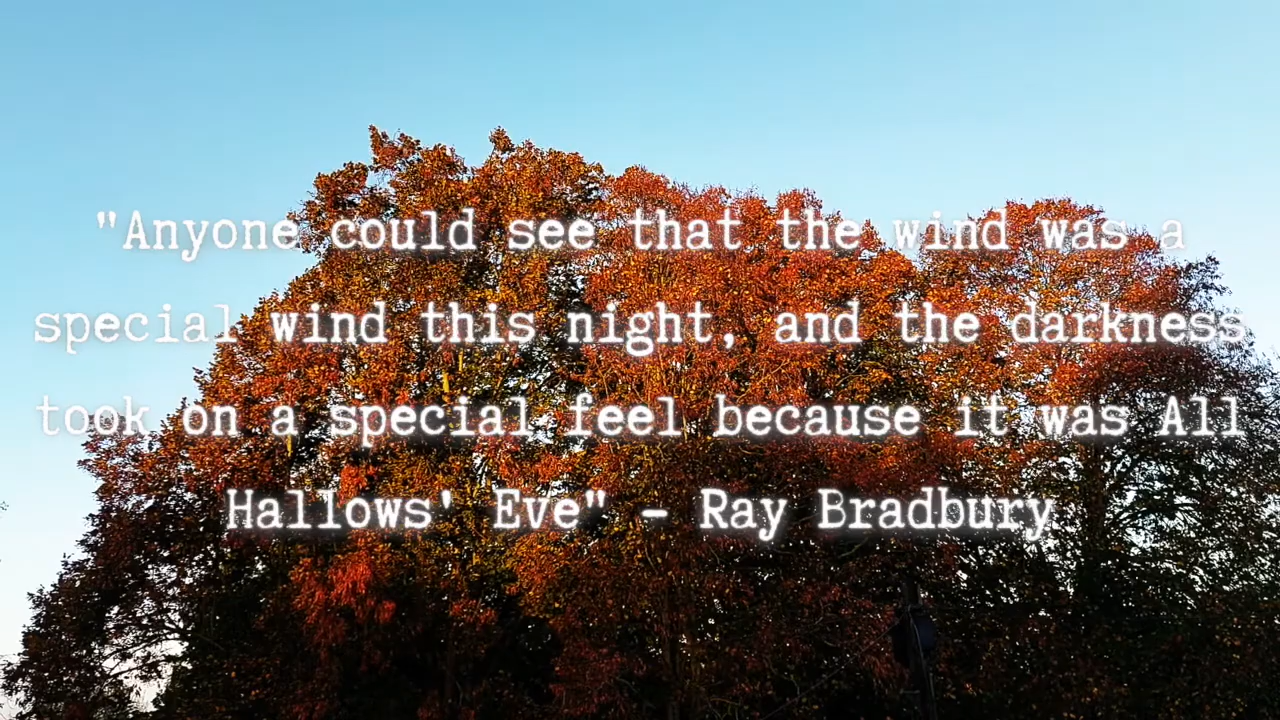 "Anyone could see that the wind was a
special wind this night, and the darkness
took on a special feel because it was All
Hallows' Eve" - Ray Bradbury